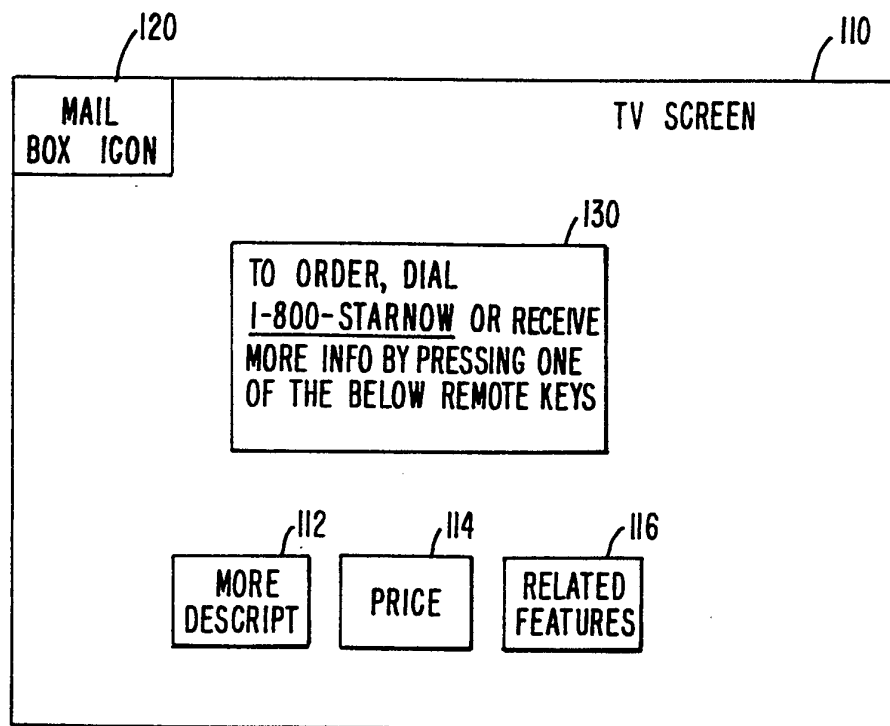 120
110
MAIL
BOX ICON
TV SCREEN
130
TO ORDER, DIAL
1-800-STARNOW OR RECEIVE
MORE INFO BY PRESSING ONE
OF THE BELOW REMOTE KEYS
112
114
116
MORE
DESCRIPT
PRICE
RELATED
FEATURES